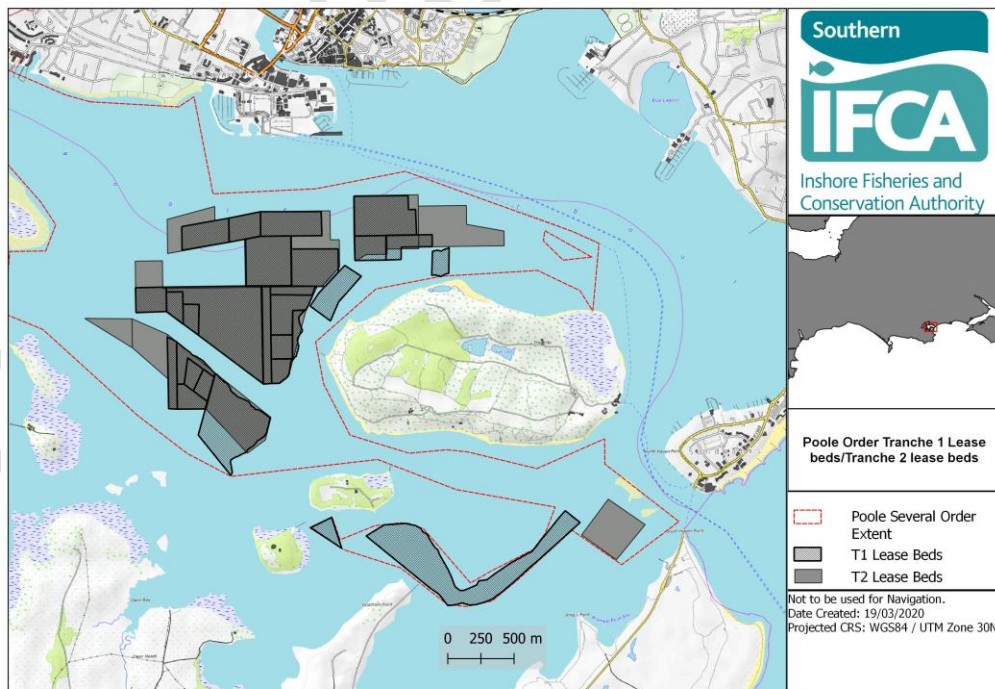 Southern
IFCA
Inshore Fisheries and
Conservation Authority
Blue Lagoon
Poole Order Tranche 1 Lease
beds/Tranche 2 lease beds
Poole Several Order
Extent
T1 Lease Beds
T2 Lease Beds
Not to be used for Navigation.
Date Created: 19/03/2020
Projected CRS: WGS84 / UTM Zone 30N
0 250 500 m